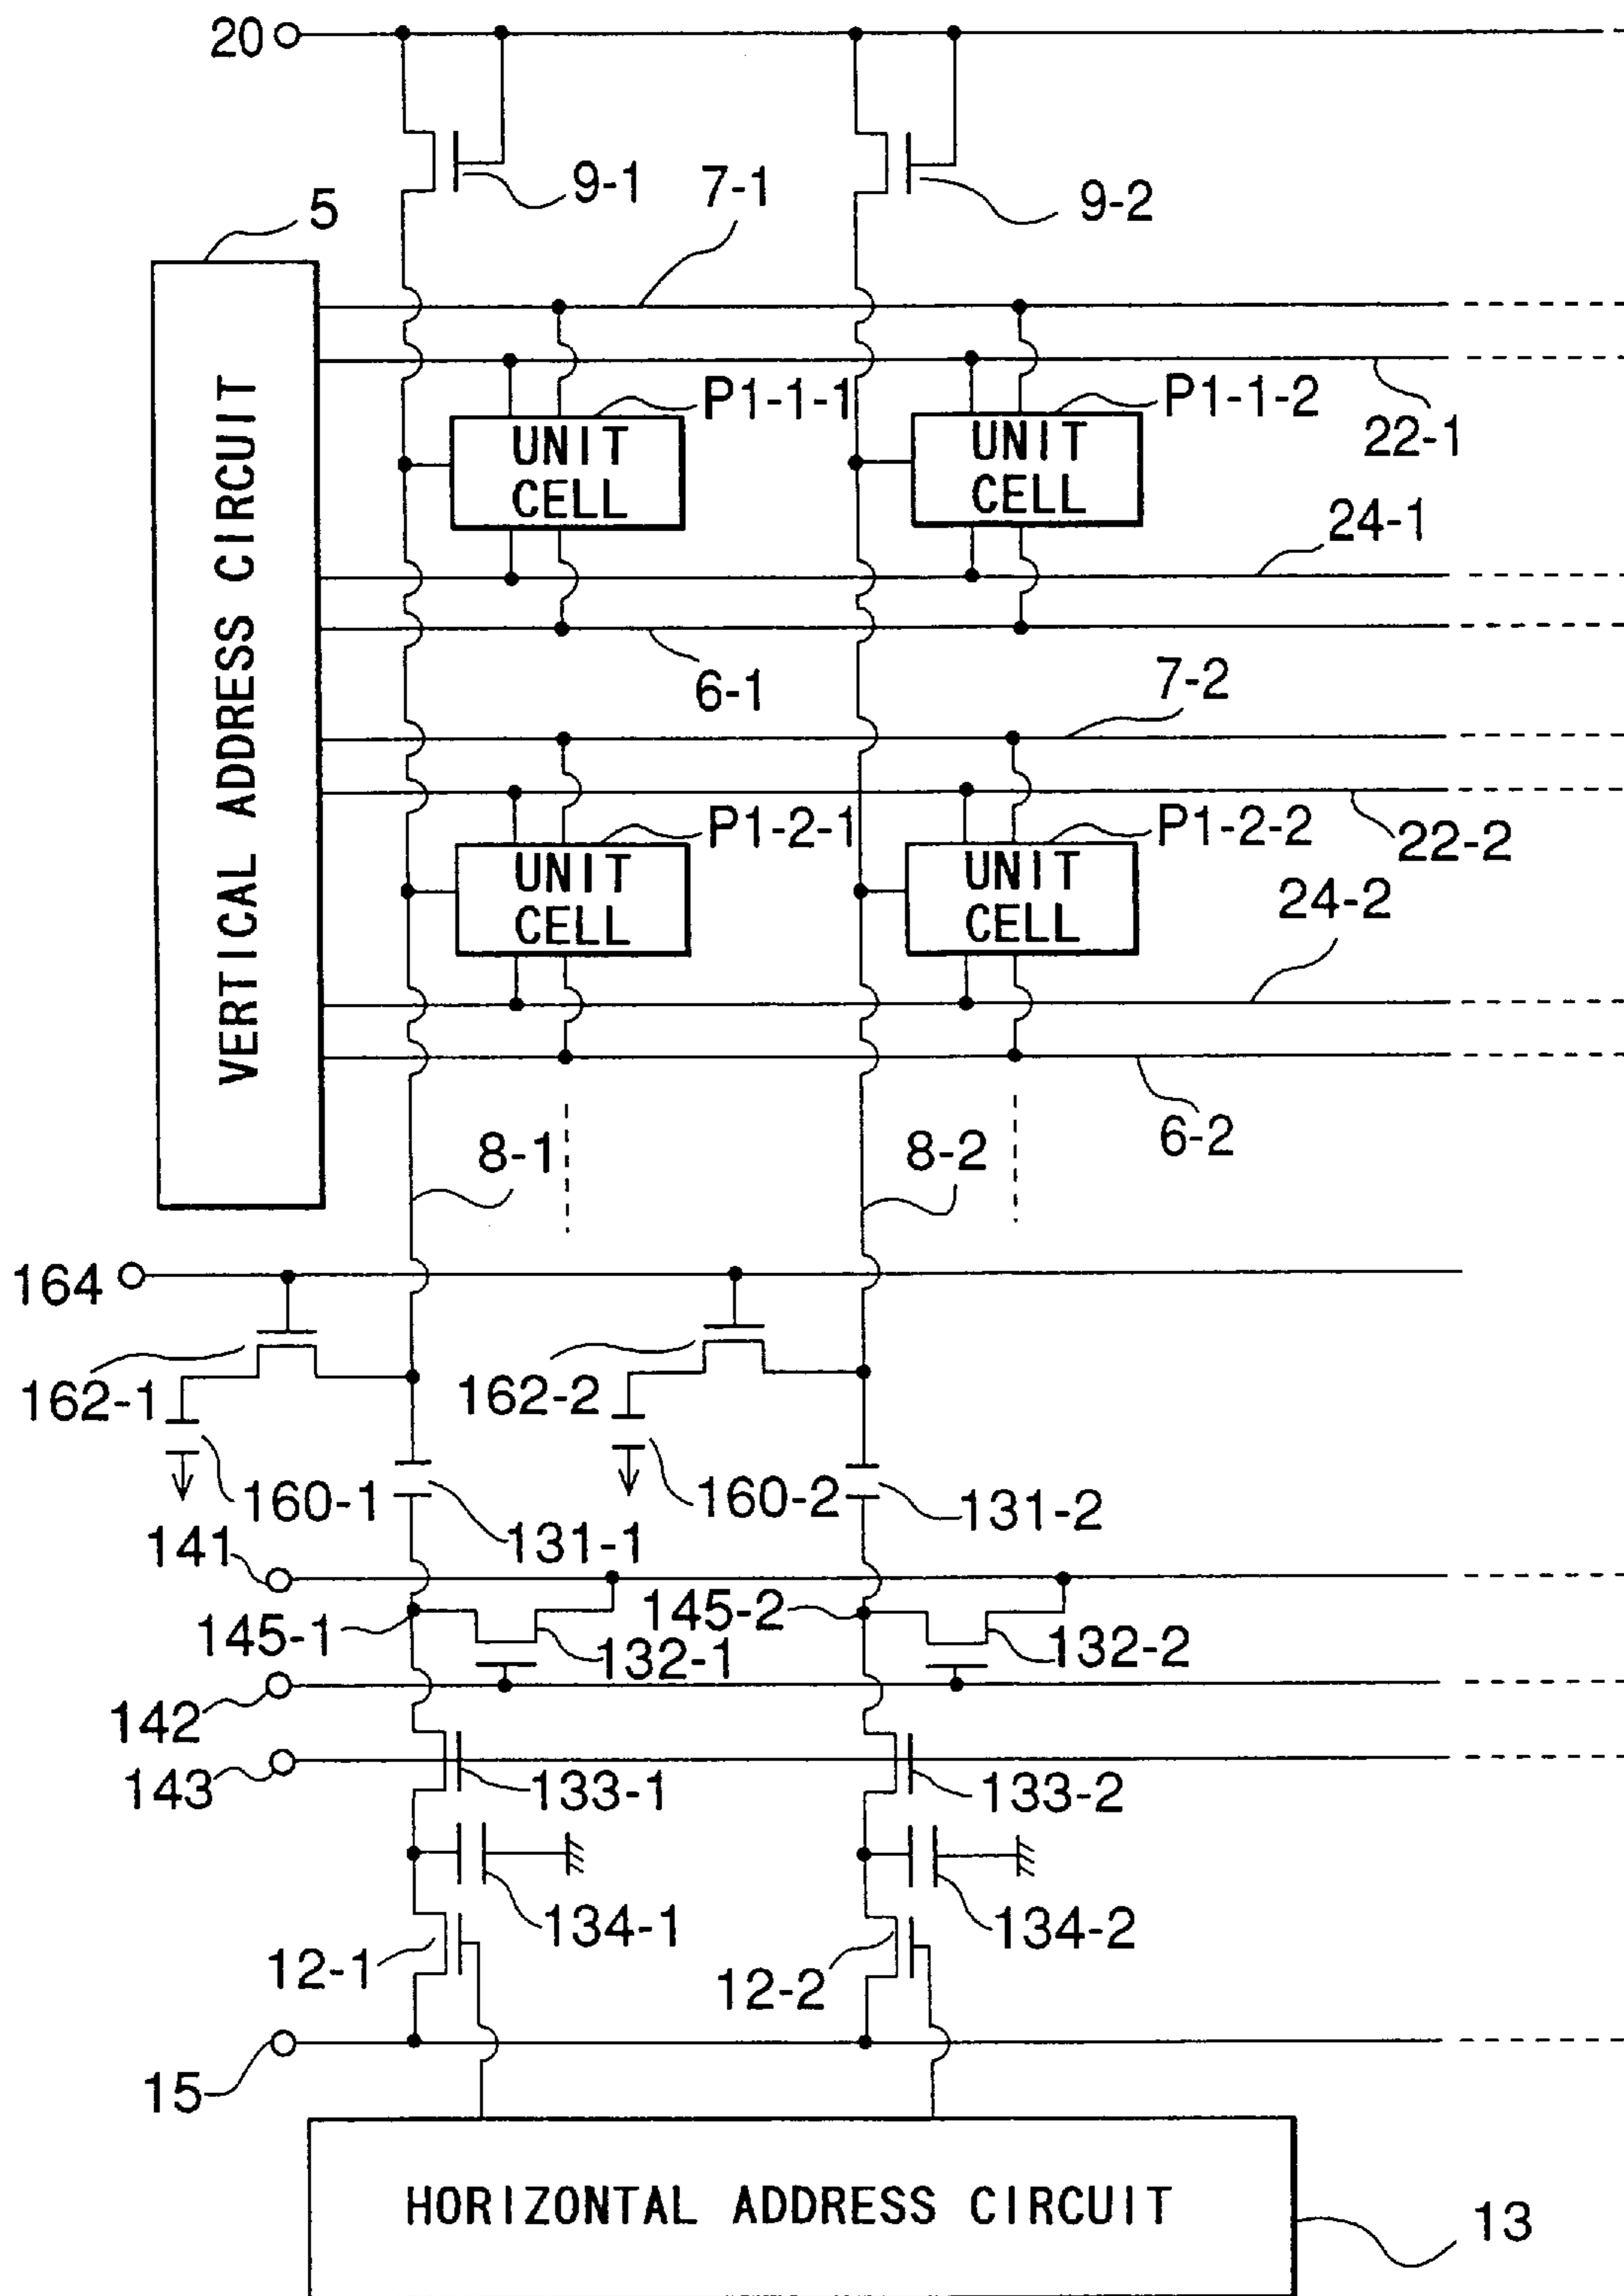 20
9-1
7-1
9-2
5
P1-1-1
P1-1-2
22-1
UNIT
CELL
UNIT
CELL
24-1
VERTICAL ADDRESS CIRCUIT
6-1
7-2
P1-2-1
P1-2-2
22-2
UNIT
CELL
UNIT
CELL
24-2
8-1
8-2
6-2
164
162-1
162-2
160-1
160-2
131-1
131-2
141
145-1
145-2
132-1
132-2
142
143
133-1
133-2
134-1
134-2
12-1
12-2
15
HORIZONTAL ADDRESS CIRCUIT
13